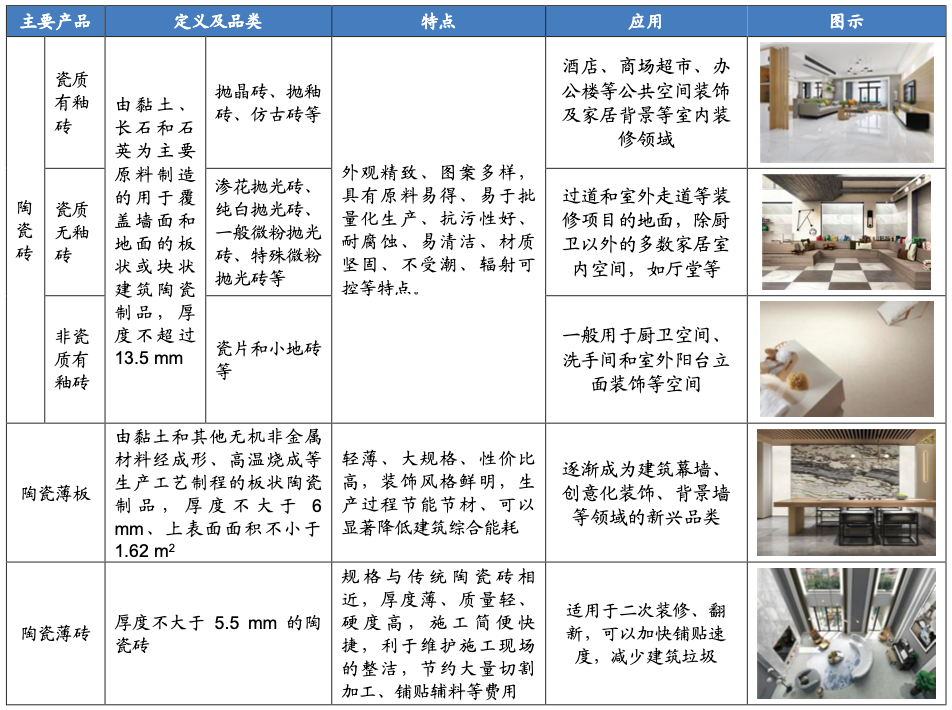 主要产品 定义及品类 特点 应用 图示
陶
瓷
砖
瓷质
有釉
砖
由黏土、
长石和石
英为主要
原料制造
的用于覆
盖墙面和
地面的板
状或块状
建筑陶瓷
制品，厚
度不超过
13.5 mm
抛晶砖、抛釉
砖、仿古砖等
外观精致、图案多样，
具有原料易得、易于批
量化生产、抗污性好、
耐腐蚀、易清洁、材质
坚固、不受潮、辐射可
控等特点。
酒店、商场超市、办
公楼等公共空间装饰
及家居背景等室内装
修领域
瓷质
无釉
砖
渗花抛光砖、
纯白抛光砖、
一般微粉抛光
砖、特殊微粉
抛光砖等
过道和室外走道等装
修项目的地面，除厨
卫以外的多数家居室
内空间，如厅堂等
非瓷
质有
釉砖
瓷片和小地砖
等
一般用于厨卫空间、
洗手间和室外阳台立
面装饰等空间
陶瓷薄板
由黏土和其他无机非金属
材料经成形、高温烧成等
生产工艺制程的板状陶瓷
制品，厚度不大于 6
mm、上表面面积不小于
1.62 m²
轻薄、大规格、性价比
高，装饰风格鲜明，生
产过程节能节材、可以
显著降低建筑综合能耗
逐渐成为建筑幕墙、
创意化装饰、背景墙
等领域的新兴品类
陶瓷薄砖
厚度不大于 5.5 mm 的陶
瓷砖
规格与传统陶瓷砖相
近，厚度薄、质量轻、
硬度高，施工简便快
捷，利于维护施工现场
的整洁，节约大量切割
加工、铺贴辅料等费用
适用于二次装修、翻
新，可以加快铺贴速
度，减少建筑垃圾